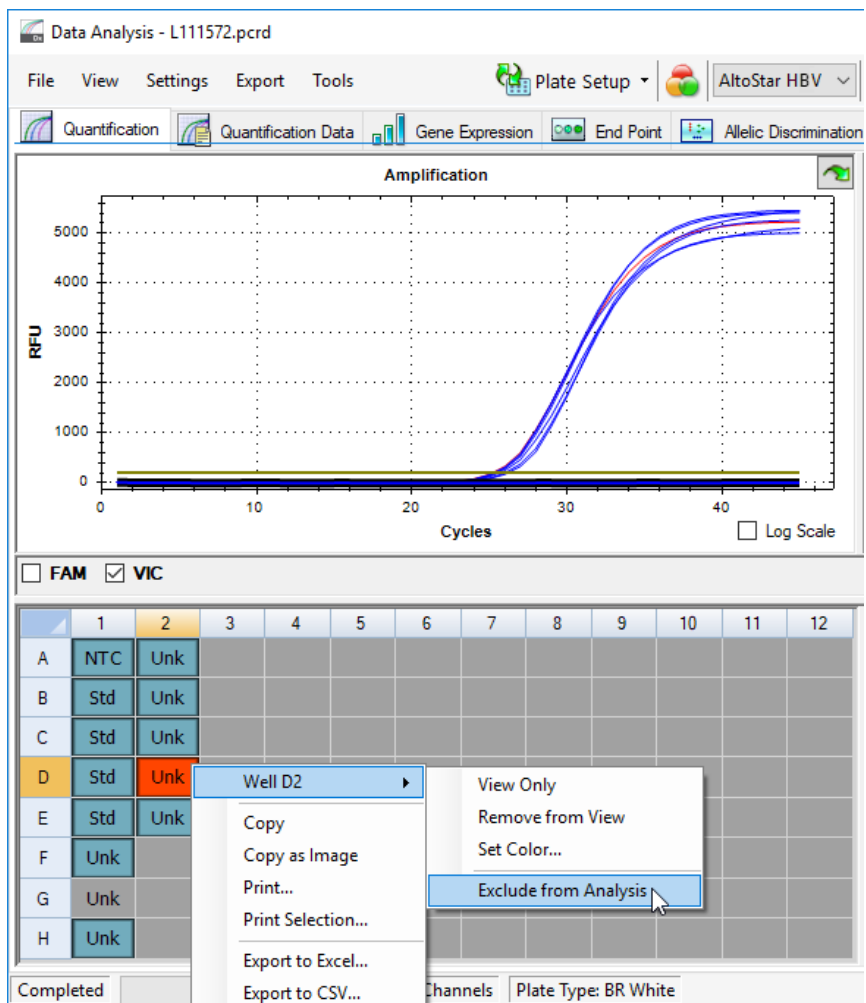 Data Analysis - L111572.pcrd
File View Settings Export Tools Plate Setup AltoStar HBV
Quantification Quantification Data Gene Expression End Point Allelic Discrimination
Amplification
RFU
5000
4000
3000
2000
1000
0
0 10 20 30 40
Cycles
Log Scale
FAM VIC
1 2 3 4 5 6 7 8 9 10 11 12
A NTC Unk
B Std Unk
C Std Unk
D Std Unk
E Std Unk
F Unk
G Unk
H Unk
Well D2
Copy
Copy as Image
Print...
Print Selection...
Export to Excel...
Export to CSV...
View Only
Remove from View
Set Color...
Exclude from Analysis
Completed Channels Plate Type: BR White